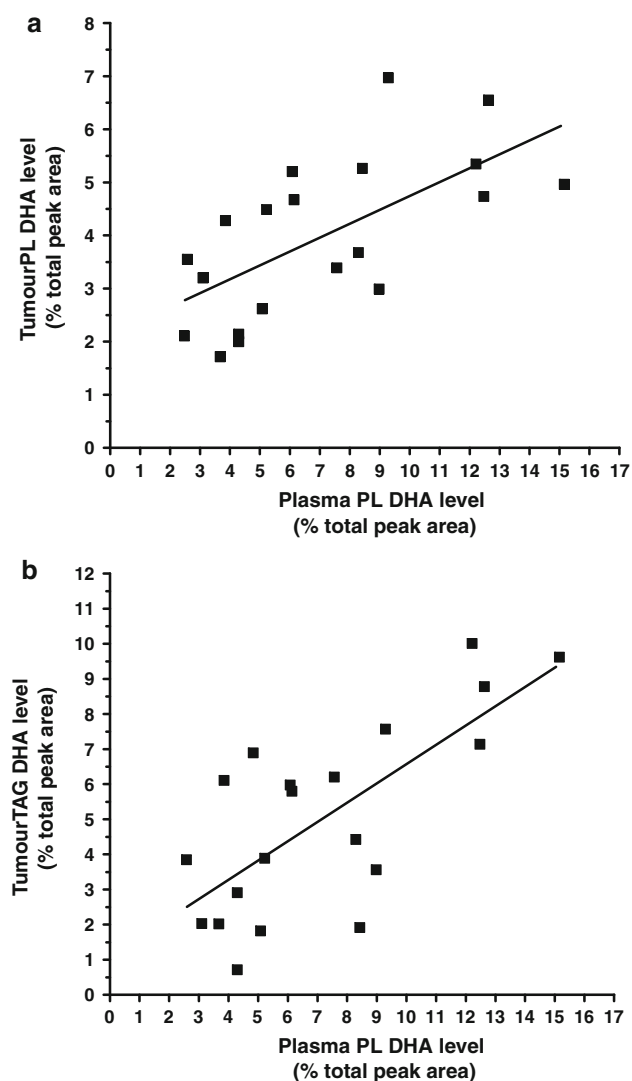 a
8
7
6
5
4
3
2
1
0
TumourPL DHA level
(% total peak area)
0 1 2 3 4 5 6 7 8 9 10 11 12 13 14 15 16 17
Plasma PL DHA level
(% total peak area)
b
12
11
10
9
8
7
6
5
4
3
2
1
0
TumourTAG DHA level
(% total peak area)
0 1 2 3 4 5 6 7 8 9 10 11 12 13 14 15 16 17
Plasma PL DHA level
(% total peak area)